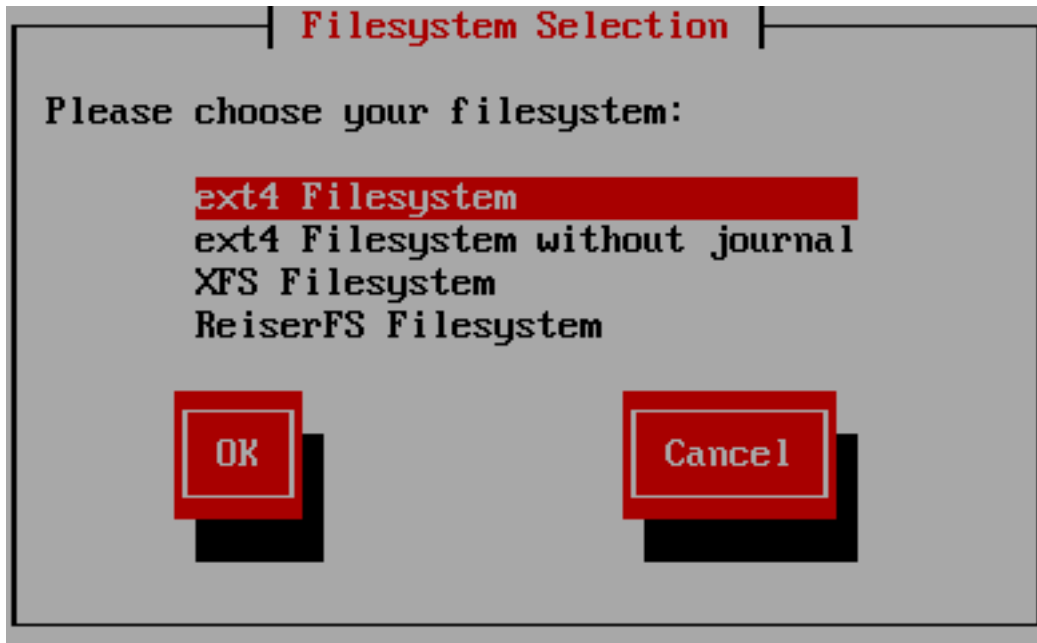 Filesystem Selection
Please choose your filesystem:
ext4 Filesystem
ext4 Filesystem without journal
XFS Filesystem
ReiserFS Filesystem
OK Cancel